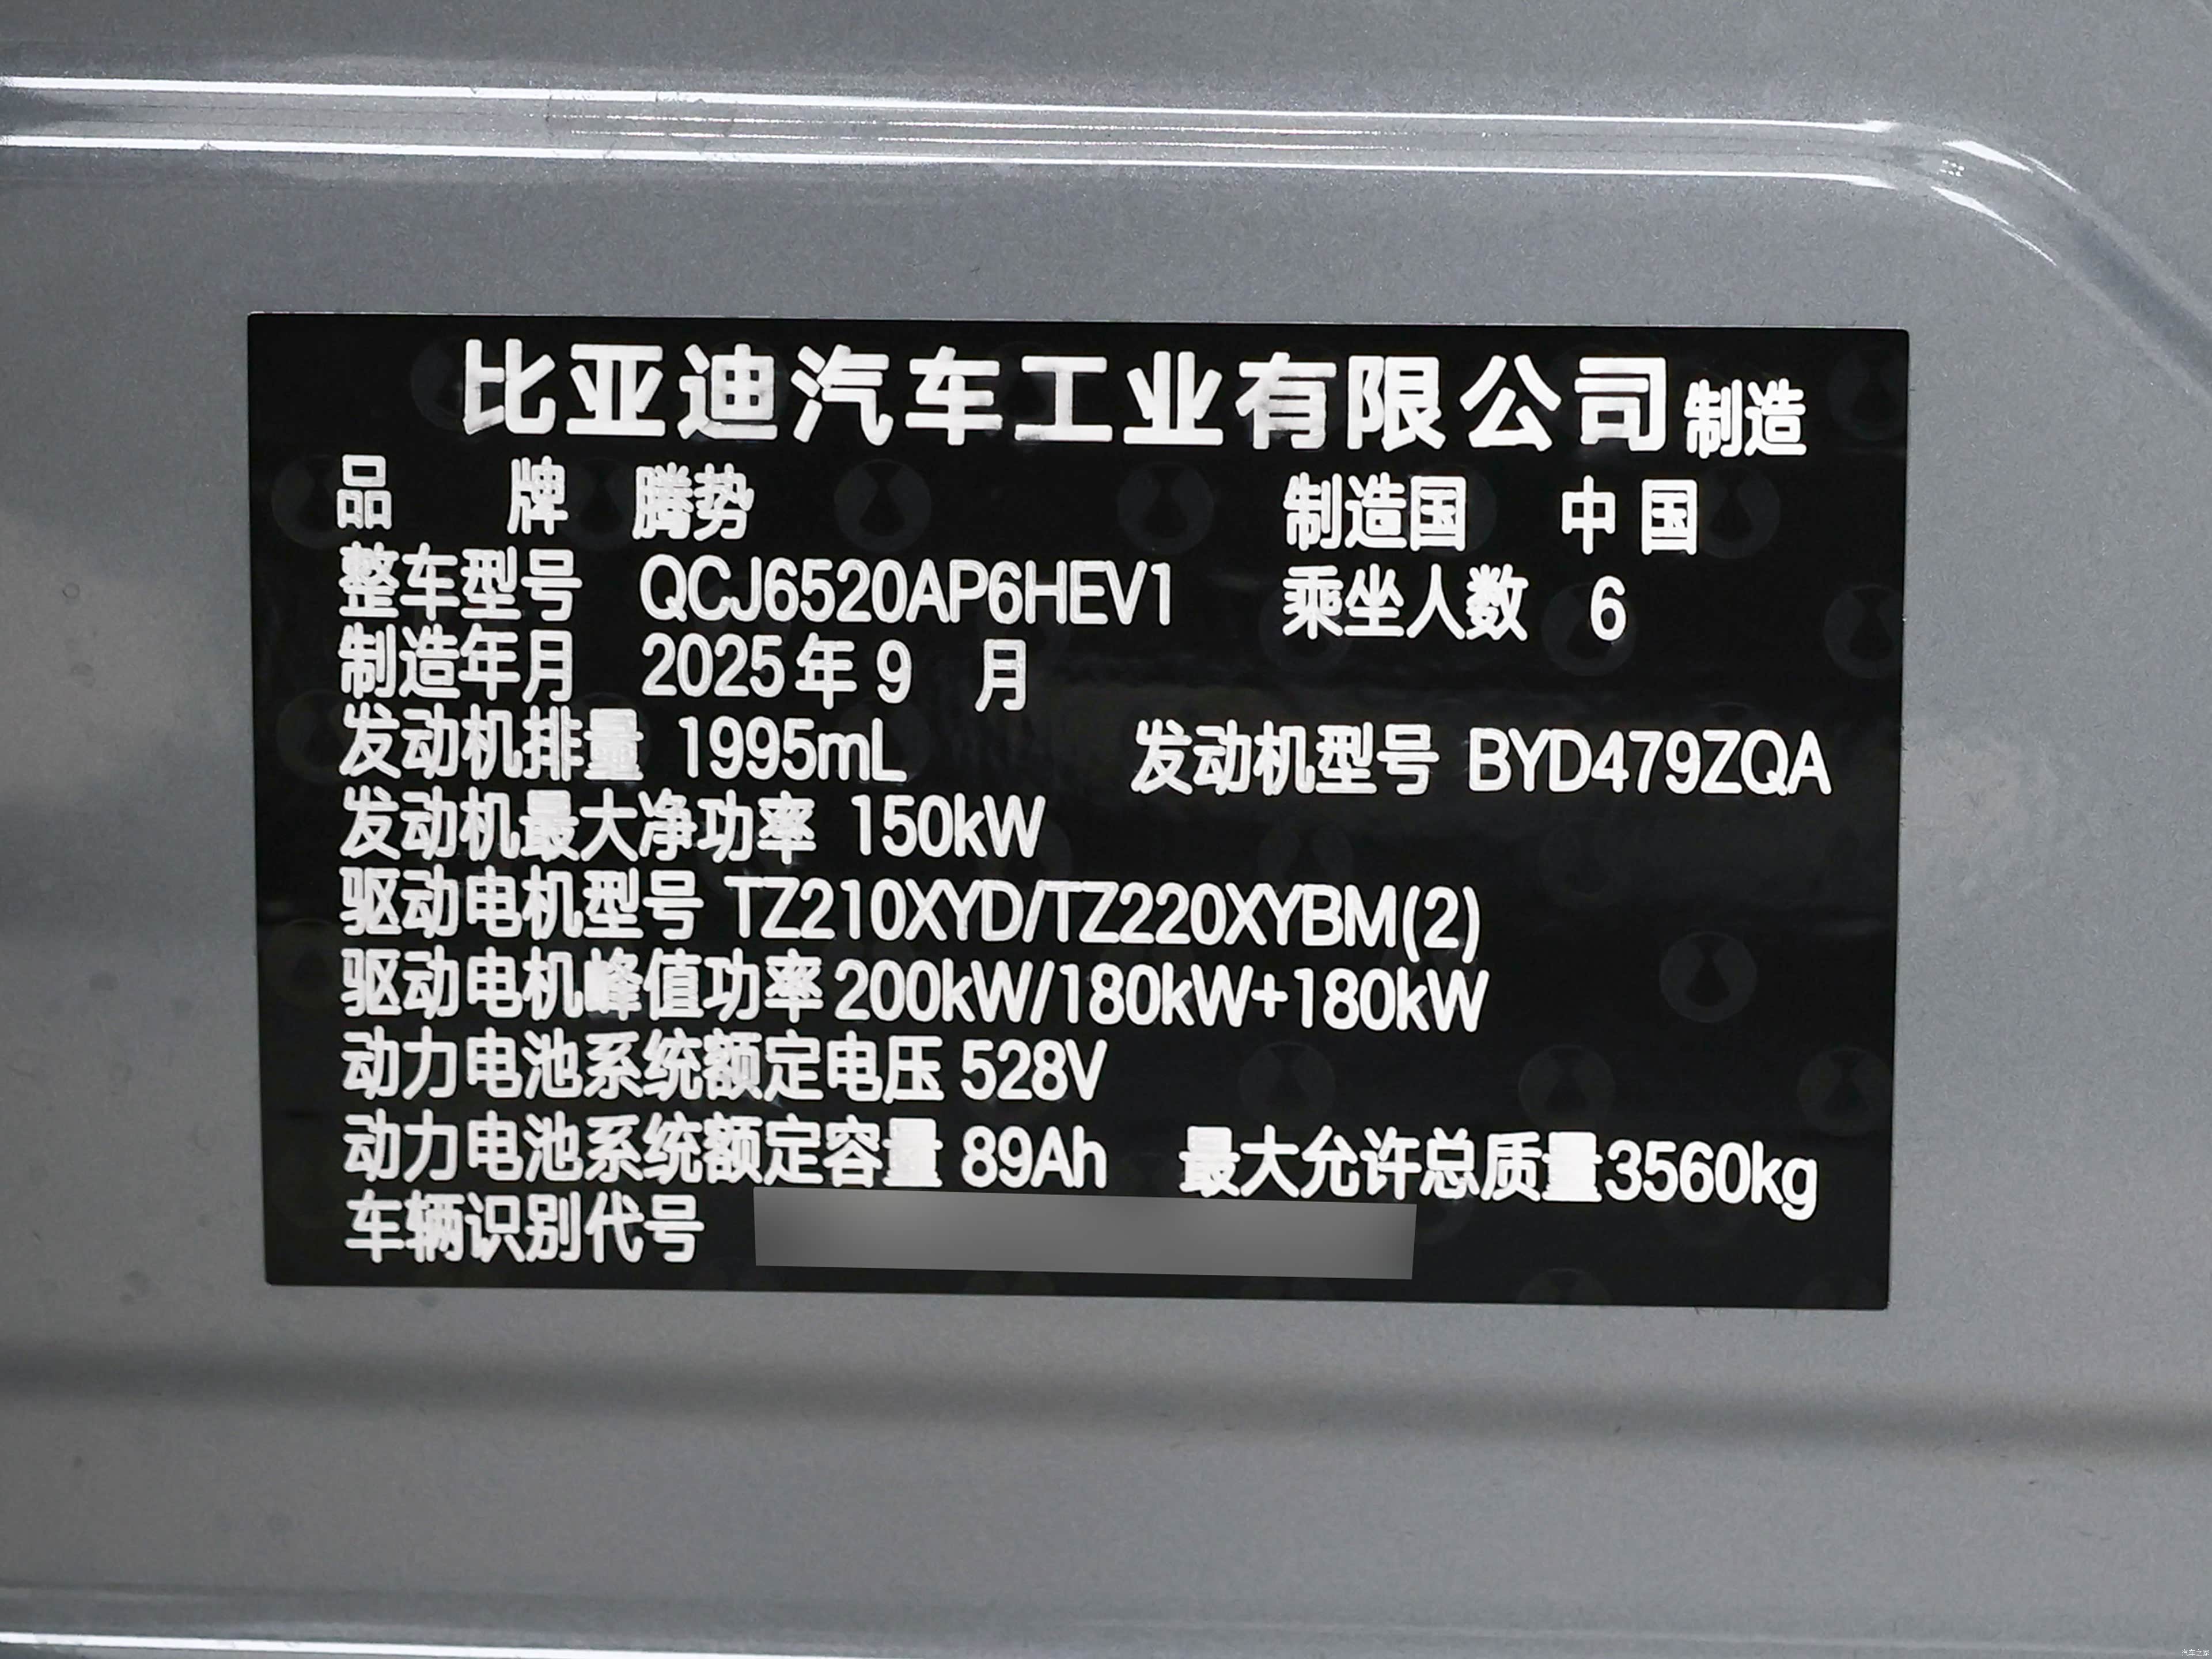 比亚迪汽车工业有限公司制造
品 牌 腾势 制造国 中国
整车型号 QCJ6520AP6HEV1 乘坐人数 6
制造年月 2025年9 月
发动机排量 1995mL 发动机型号 BYD479ZQA
发动机最大净功率 150kW
驱动电机型号 TZ210XYD/TZ220XYBM(2)
驱动电机峰值功率 200kW/180kW+180kW
动力电池系统额定电压 528V
动力电池系统额定容量 89Ah 最大允许总质量3560kg
车辆识别代号
汽车之家